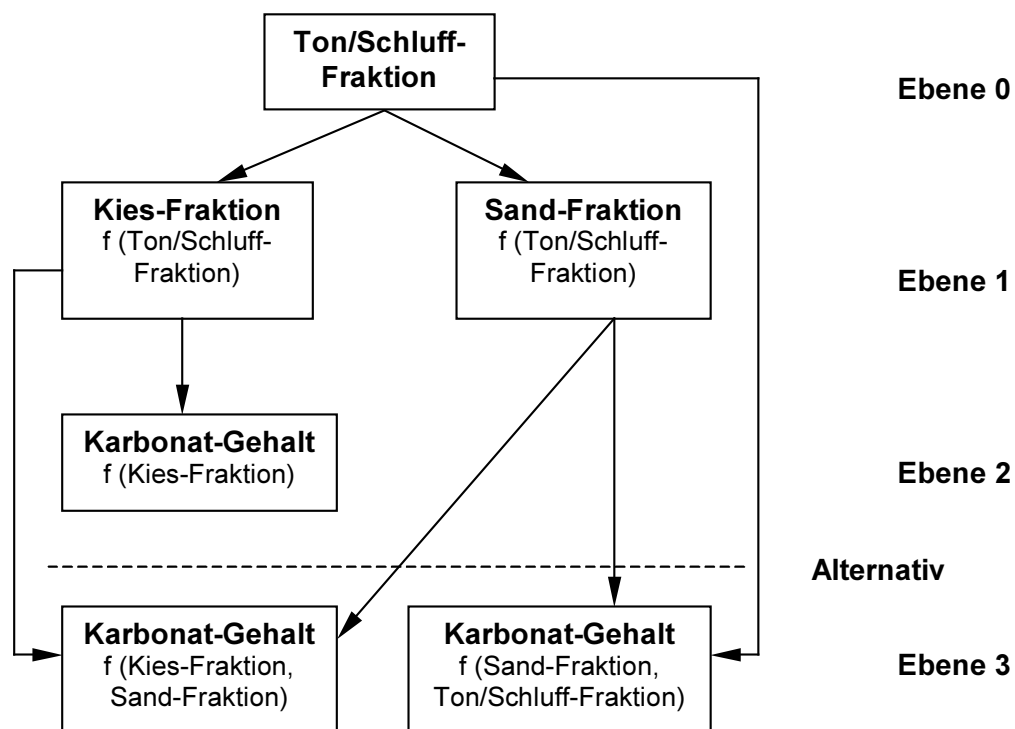 Ton/Schluff-
Fraktion
Ebene 0
Kies-Fraktion
f (Ton/Schluff-
Fraktion)
Sand-Fraktion
f (Ton/Schluff-
Fraktion)
Ebene 1
Karbonat-Gehalt
f (Kies-Fraktion)
Ebene 2
Alternativ
Karbonat-Gehalt
f (Kies-Fraktion,
Sand-Fraktion)
Karbonat-Gehalt
f (Sand-Fraktion,
Ton/Schluff-Fraktion)
Ebene 3